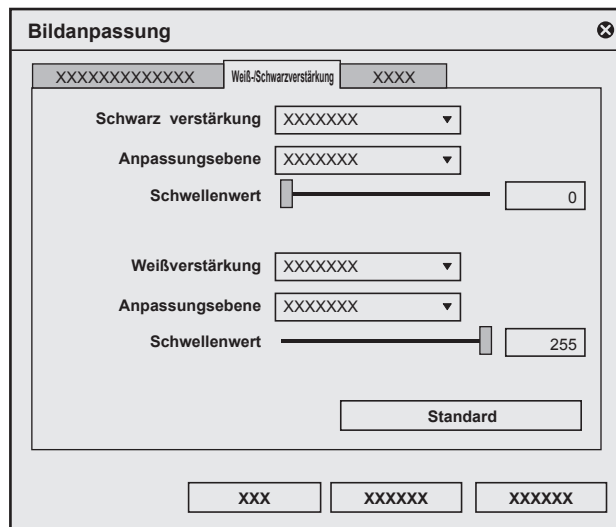 Bildanpassung
XXXXXXXXXXXXX Weiß-/Schwarzverstärkung XXXX
Schwarz verstärkung XXXXXXX
Anpassungsebene XXXXXXX
Schwellenwert 0
Weißverstärkung XXXXXXX
Anpassungsebene XXXXXXX
Schwellenwert 255
Standard
XXX XXXXXX XXXXXX